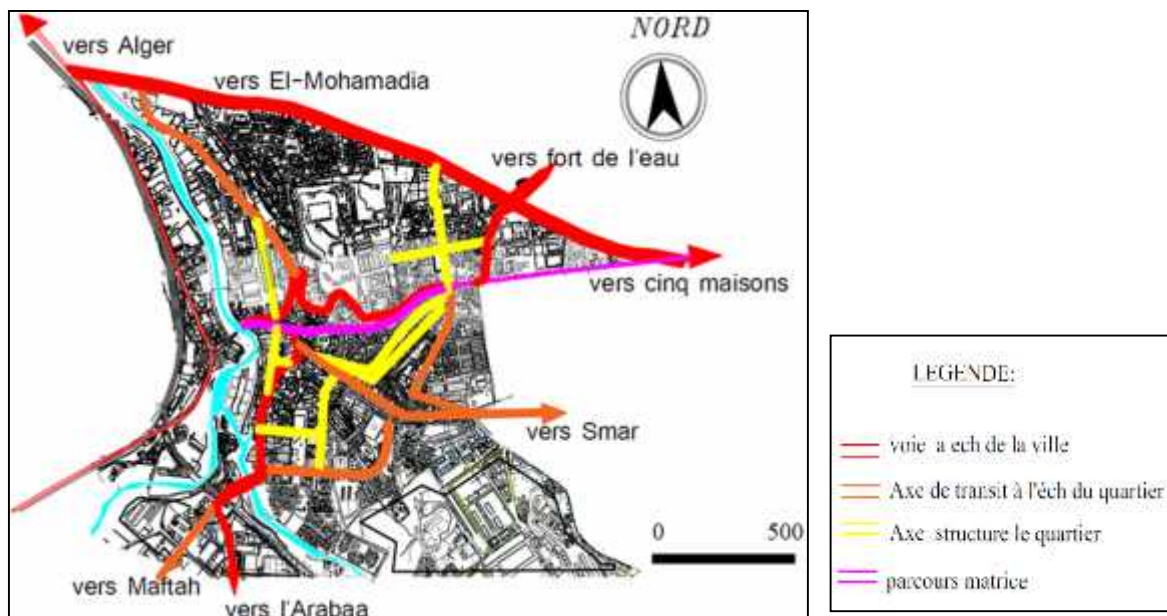 NORD
vers Alger
vers El-Mohamadia
vers fort de l'eau
vers cinq maisons
vers Smar
0 500
vers Maftah
vers l'Arabaa
LEGENDE:
voie a ech de la ville
Axe de transit à l'éch du quartier
Axe structure le quartier
parcours matrice